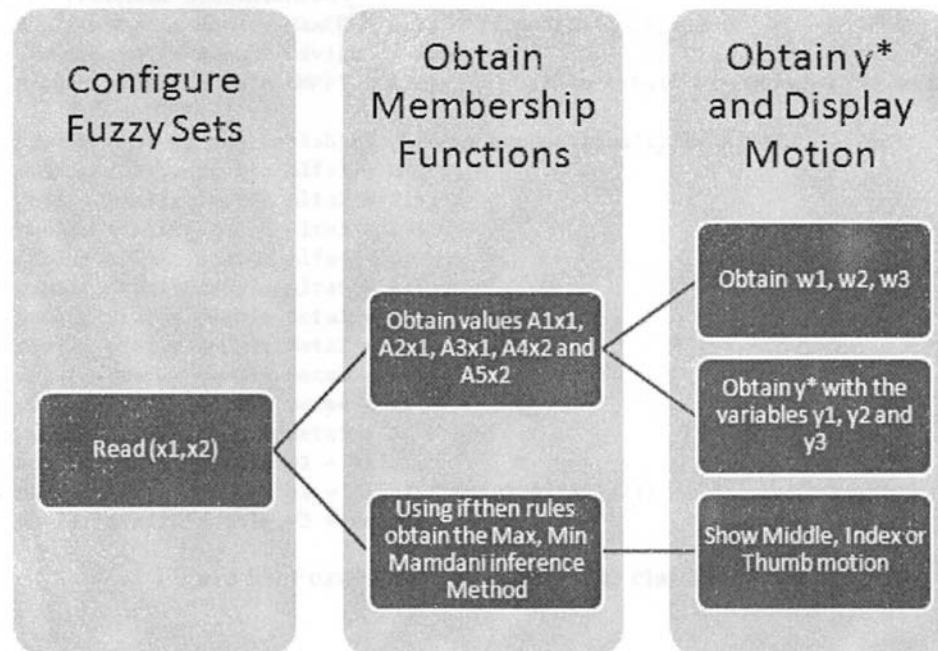 Configure
Fuzzy Sets
Read (x1,x2)
Obtain
Membership
Functions
Obtain values A1x1,
A2x1, A3x1, A4x2 and
A5x2
Using if then rules
obtain the Max, Min
Mamdani inference
Method
Obtain y*
and Display
Motion
Obtain w1, w2, w3
Obtain y* with the
variables y1, y2 and
y3
Show Middle, Index or
Thumb motion